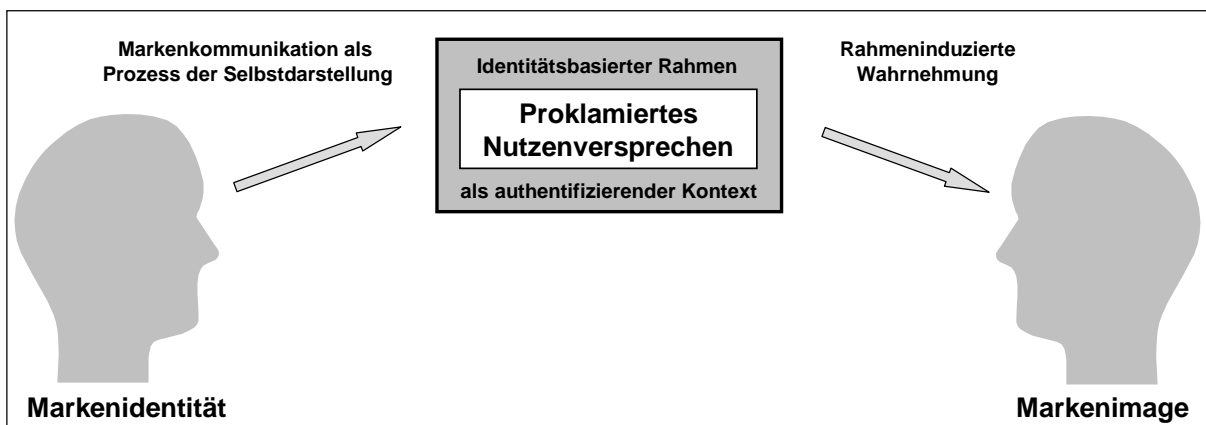 Markenkommunikation als
Prozess der Selbstdarstellung
Identitätsbasierter Rahmen
Proklamiertes
Nutzenversprechen
als authentifizierender Kontext
Rahmeninduzierte
Wahrnehmung
Markenidentität
Markenimage